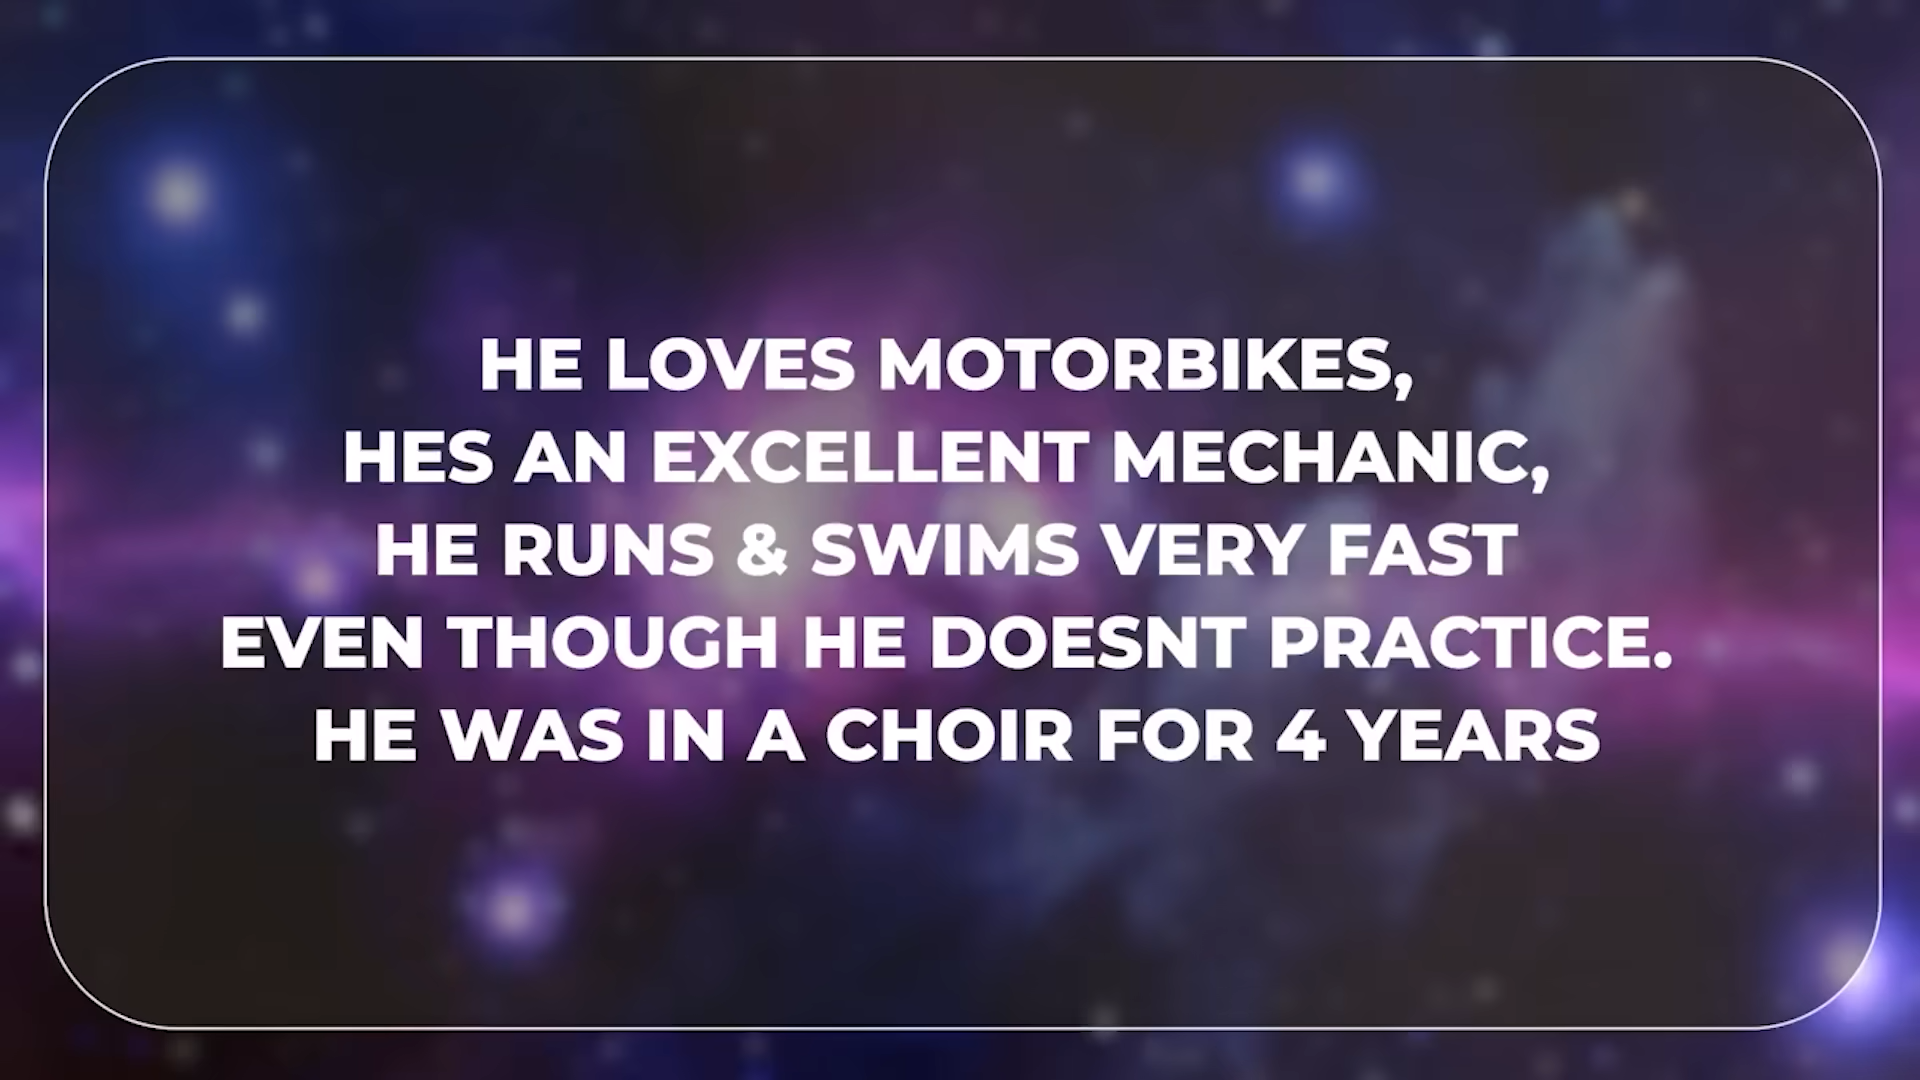 HE LOVES MOTORBIKES,
HES AN EXCELLENT MECHANIC,
HE RUNS & SWIMS VERY FAST
EVEN THOUGH HE DOESNT PRACTICE.
HE WAS IN A CHOIR FOR 4 YEARS